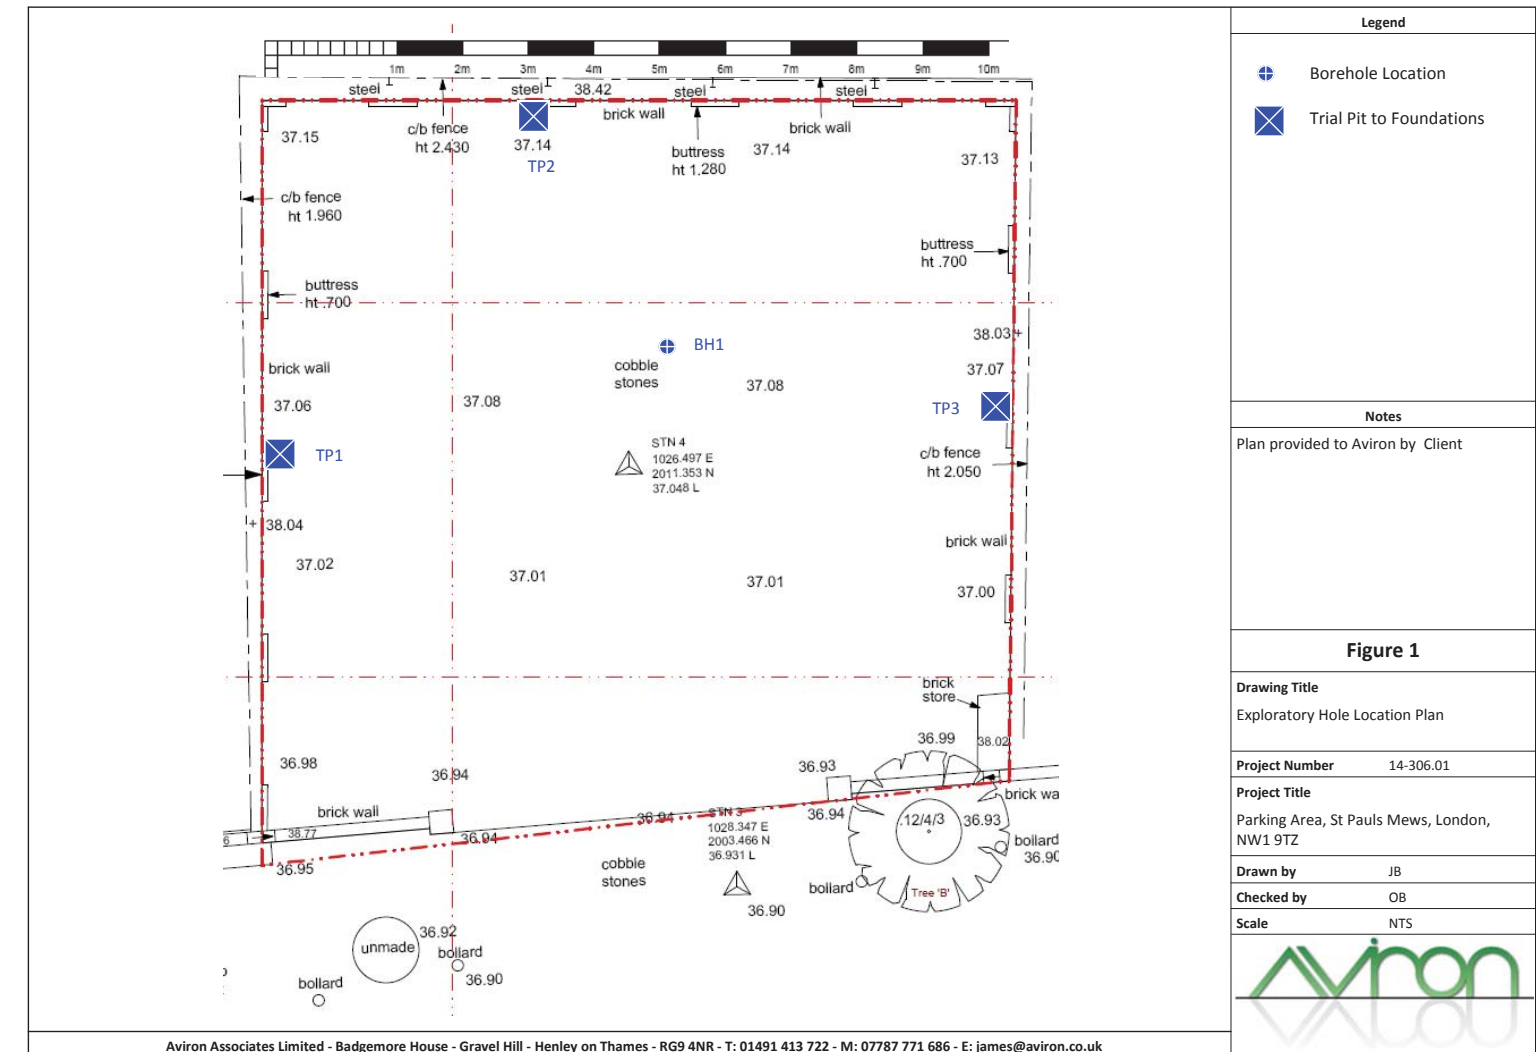 1m 2m 3m 4m 5m 6m 7m 8m 9m 10m
steel steel 38.42 steel steel
brick wall
brick wall
37.15
c/b fence
ht 2.430
37.14
TP2
buttress
ht 1.280
37.14
37.13
c/b fence
ht 1.960
buttress
ht .700
buttress
ht .700
38.03
BH1
cobble
stones
brick wall
37.07
37.06
37.08
37.08
TP3
TP1
STN 4
1026.497 E
2011.353 N
37.048 L
c/b fence
ht 2.050
38.04
brick wall
37.02
37.01
37.01
37.00
brick
store
36.99
38.02
36.98
36.94
36.93
brick wall
38.77
36.94
36.94
STN 3
1028.347 E
2003.466 N
36.931 L
36.94
.12/4/3
36.93
brick wa
bollard
36.90
6
36.95
cobble
stones
bollard
Tree 'B'
36.90
36.92
unmade
bollard
36.90
bollard
Legend
Borehole Location
Trial Pit to Foundations
Notes
Plan provided to Aviron by Client
Figure 1
Drawing Title
Exploratory Hole Location Plan
Project Number 14-306.01
Project Title
Parking Area, St Pauls Mews, London,
NW1 9TZ
Drawn by JB
Checked by OB
Scale NTS
Aviron
Aviron Associates Limited - Badgemore House - Gravel Hill - Henley on Thames - RG9 4NR - T: 01491 413 722 - M: 07787 771 686 - E: james@aviron.co.uk